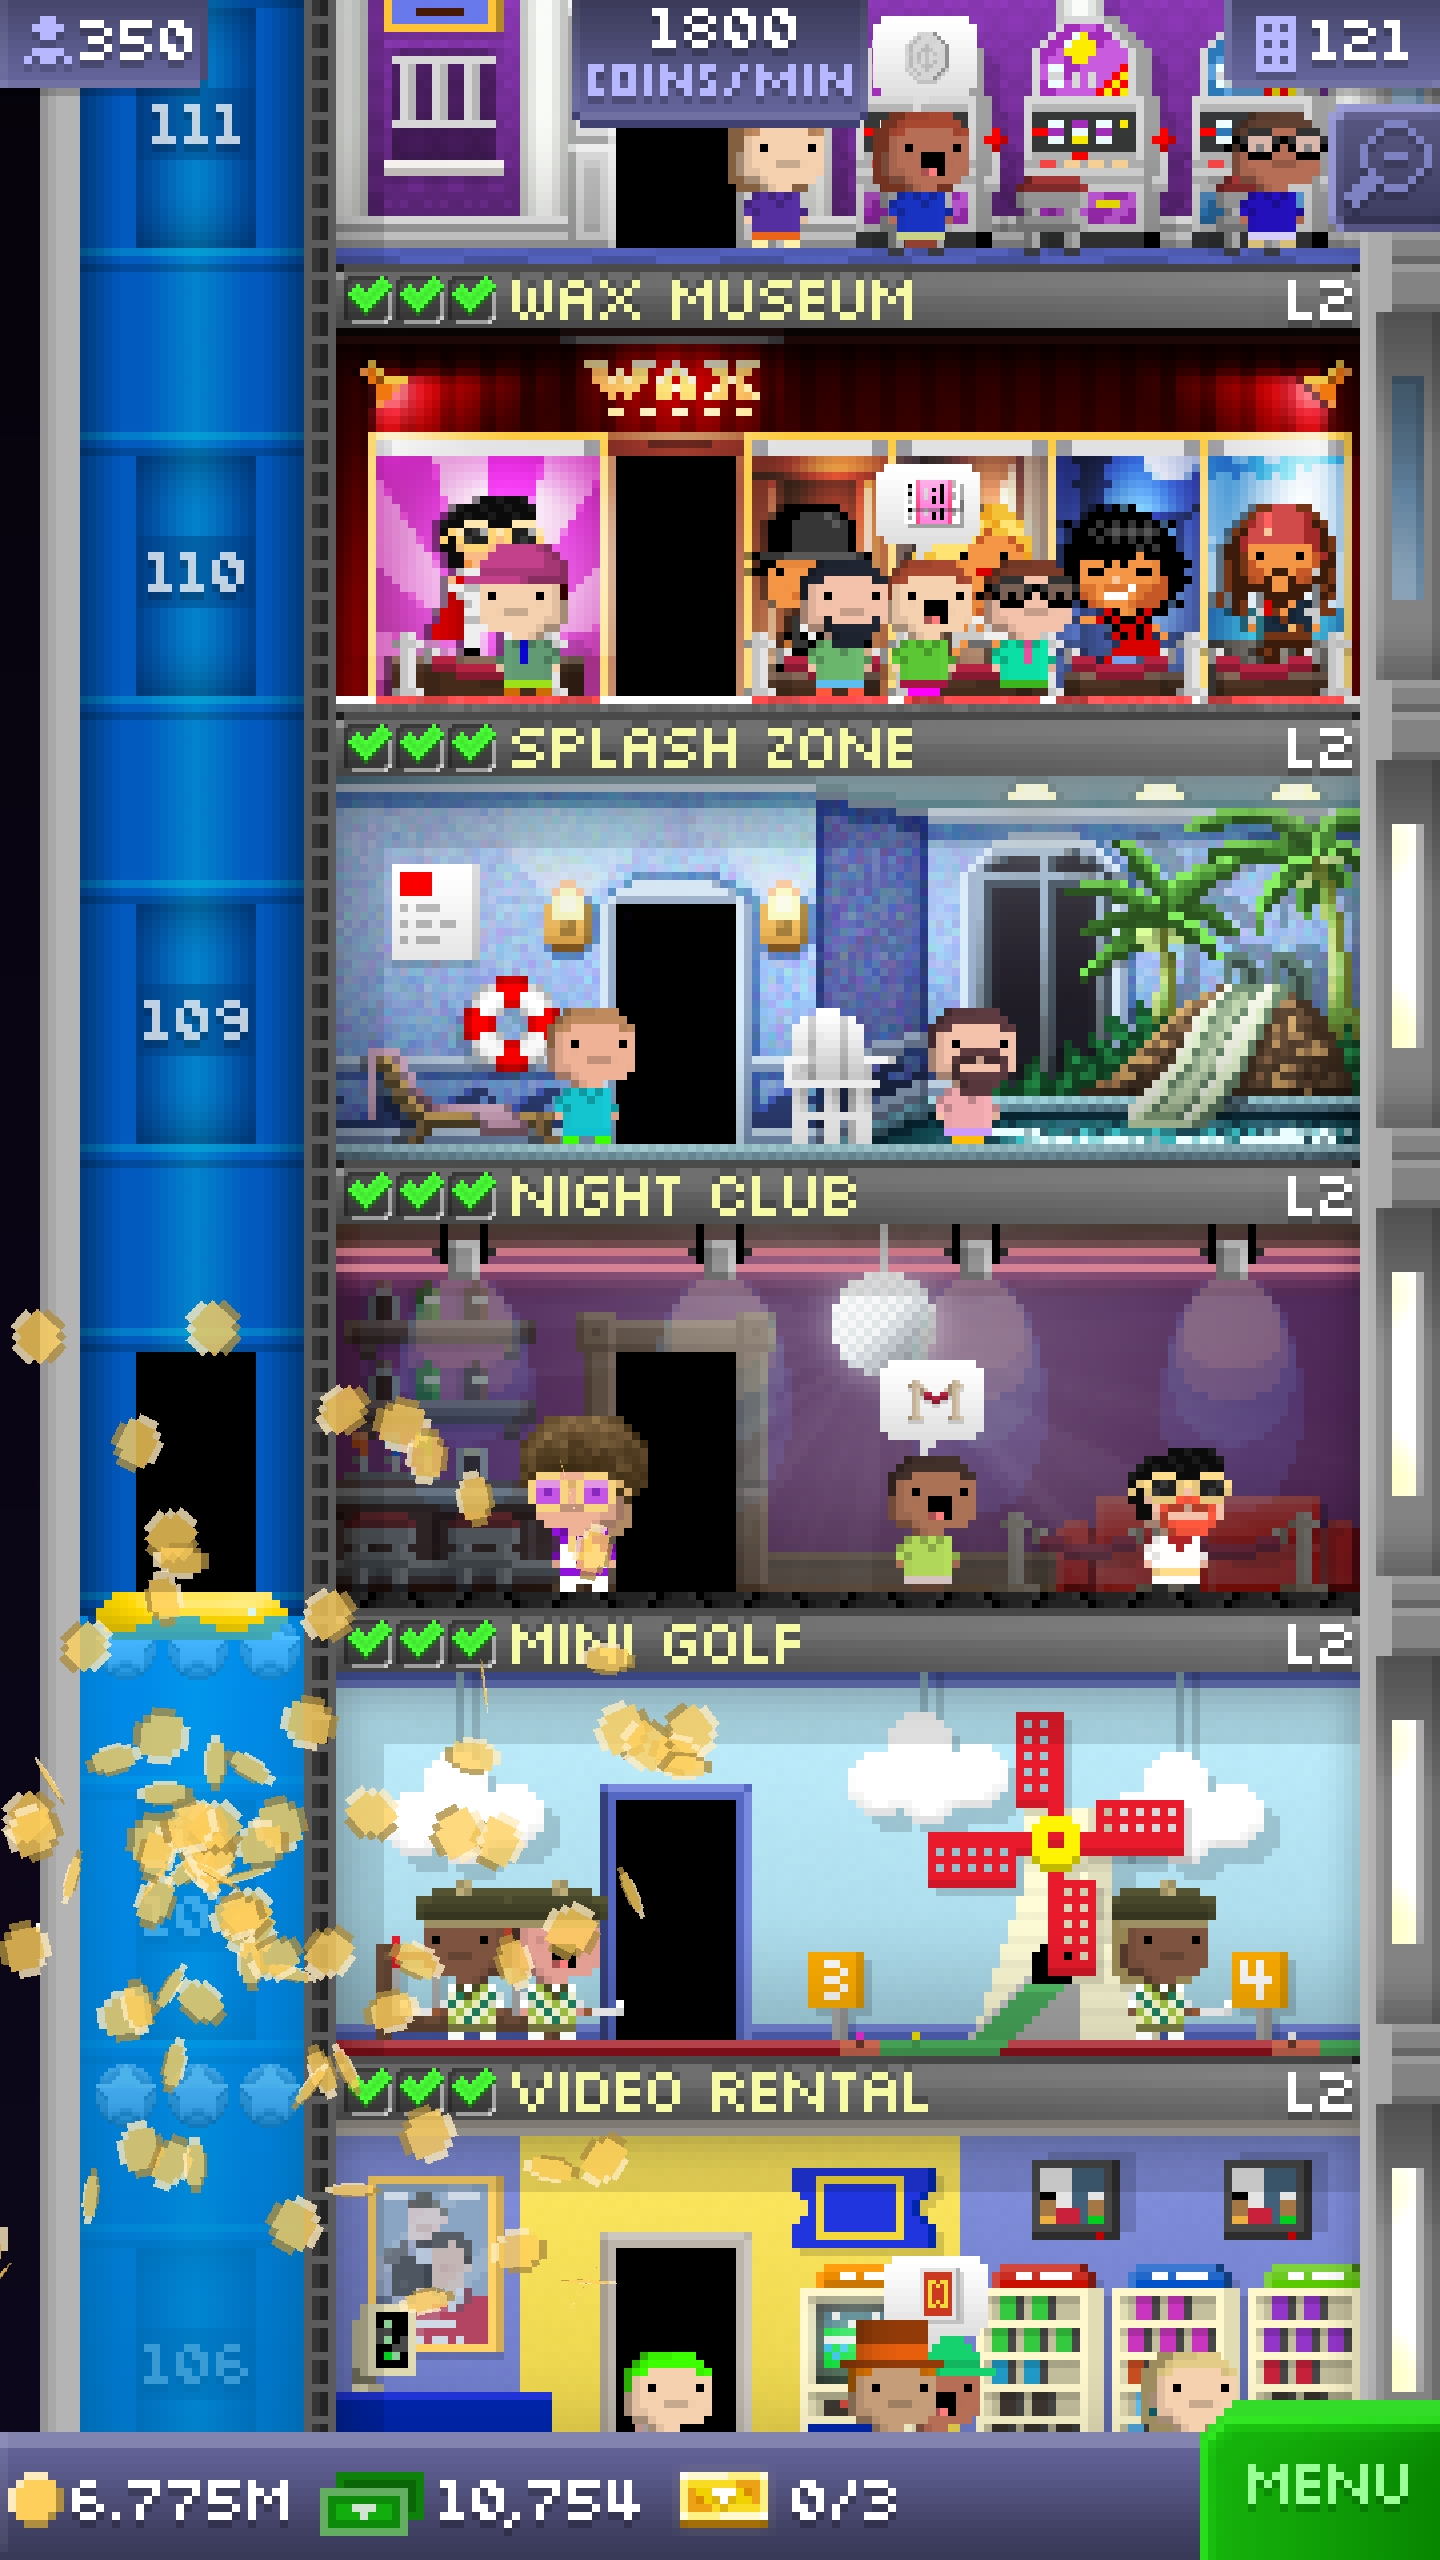 350
1800
COINS/MIN
121
111
WAX MUSEUM L2
WAX
110
SPLASH ZONE L2
109
NIGHT CLUB L2
MINI GOLF L2
3
4
VIDEO RENTAL L2
106
6.775M
10,754
0/3
MENU